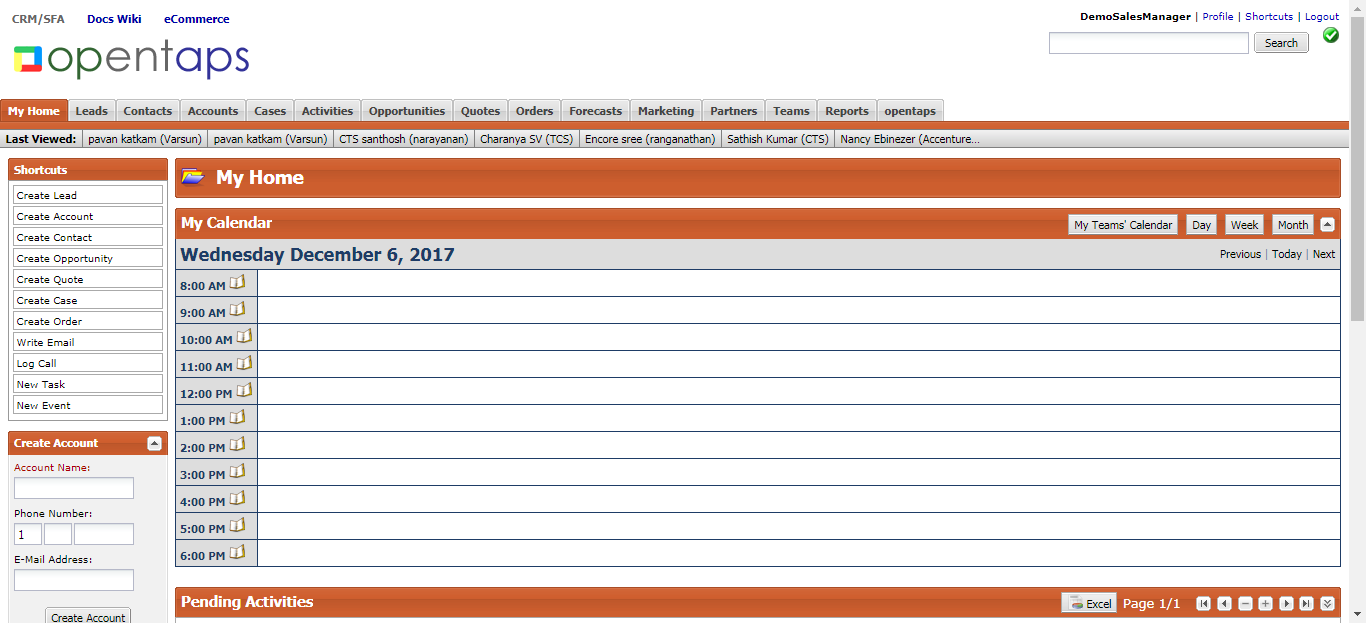 CRM/SFA Docs Wiki eCommerce
DemoSalesManager | Profile | Shortcuts | Logout
opentaps
Search
My Home Leads Contacts Accounts Cases Activities Opportunities Quotes Orders Forecasts Marketing Partners Teams Reports opentaps
Last Viewed: pavan katkam (Varsun) pavan katkam (Varsun) CTS santhosh (narayanan) Charanya SV (TCS) Encore sree (ranganathan) Sathish Kumar (CTS) Nancy Ebinezer (Accenture...
Shortcuts
Create Lead
Create Account
Create Contact
Create Opportunity
Create Quote
Create Case
Create Order
Write Email
Log Call
New Task
New Event
Create Account
Account Name:
Phone Number:
1
E-Mail Address:
Create Account
My Home
My Calendar
My Teams' Calendar Day Week Month
Wednesday December 6, 2017
Previous | Today | Next
8:00 AM
9:00 AM
10:00 AM
11:00 AM
12:00 PM
1:00 PM
2:00 PM
3:00 PM
4:00 PM
5:00 PM
6:00 PM
Pending Activities
Excel Page 1/1